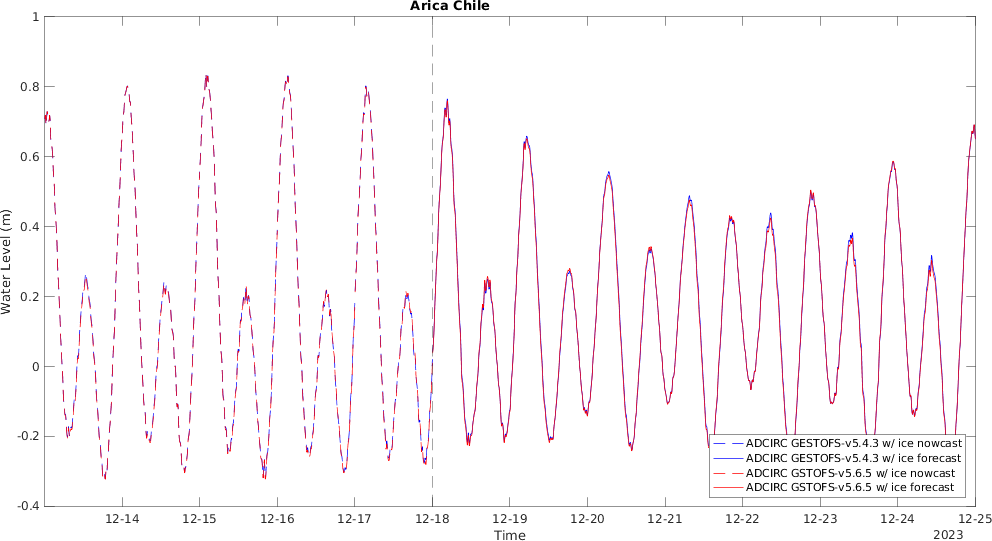 Arica Chile
1
0.8
0.6
0.4
0.2
0
-0.2
-0.4
Water Level (m)
ADCIRC GESTOFS-v5.4.3 w/ ice nowcast
ADCIRC GESTOFS-v5.4.3 w/ ice forecast
ADCIRC GSTOFS-v5.6.5 w/ ice nowcast
ADCIRC GSTOFS-v5.6.5 w/ ice forecast
12-14 12-15 12-16 12-17 12-18 12-19 12-20 12-21 12-22 12-23 12-24 12-25
Time
2023